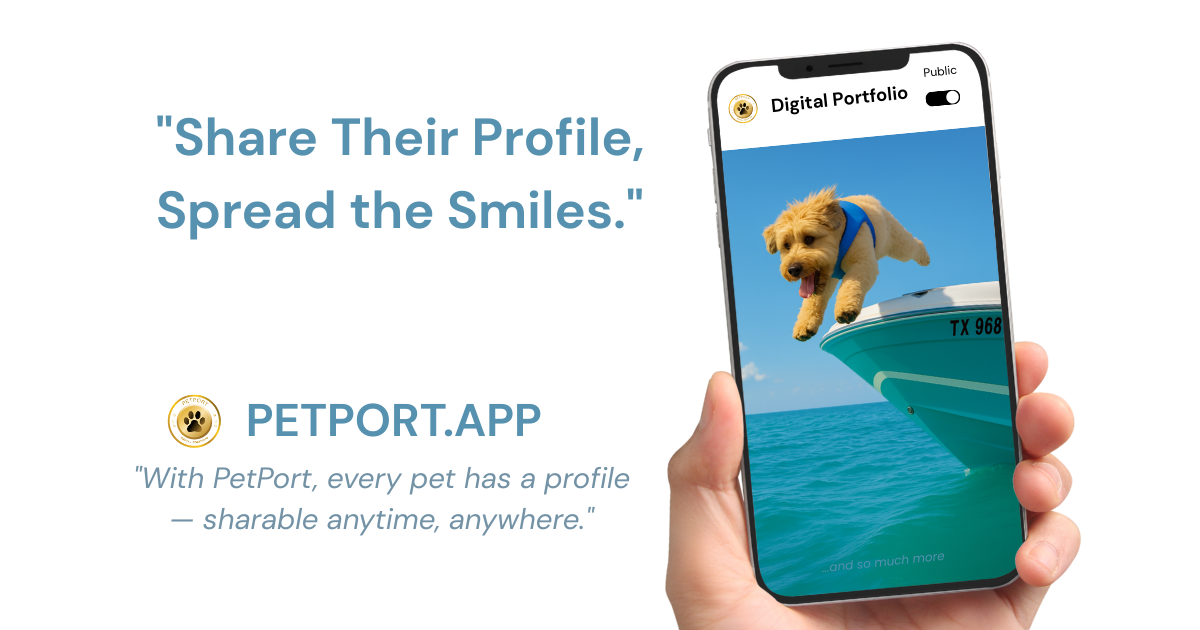 "Share Their Profile,
Spread the Smiles."
PETPORT.APP
"With PetPort, every pet has a profile
— sharable anytime, anywhere."
Public
Digital Portfolio
TX 968
...and so much more
PETPORT